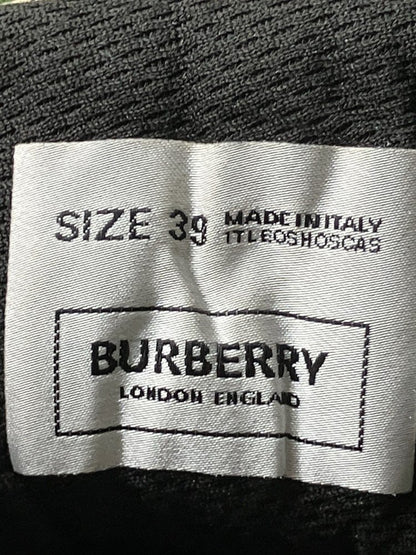 SIZE 39 MADE IN ITALY
ITLEOSHOSCAS
BURBERRY
LONDON ENGLAND